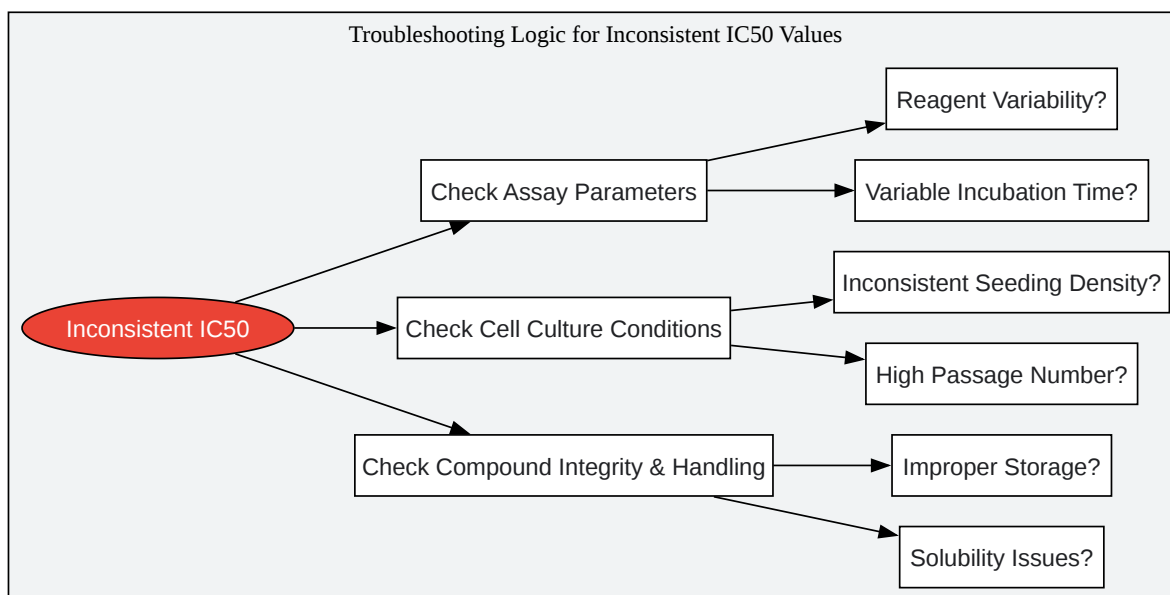 Troubleshooting Logic for Inconsistent IC50 Values
Reagent Variability?
Check Assay Parameters
Variable Incubation Time?
Inconsistent Seeding Density?
Inconsistent IC50
Check Cell Culture Conditions
High Passage Number?
Check Compound Integrity & Handling
Improper Storage?
Solubility Issues?